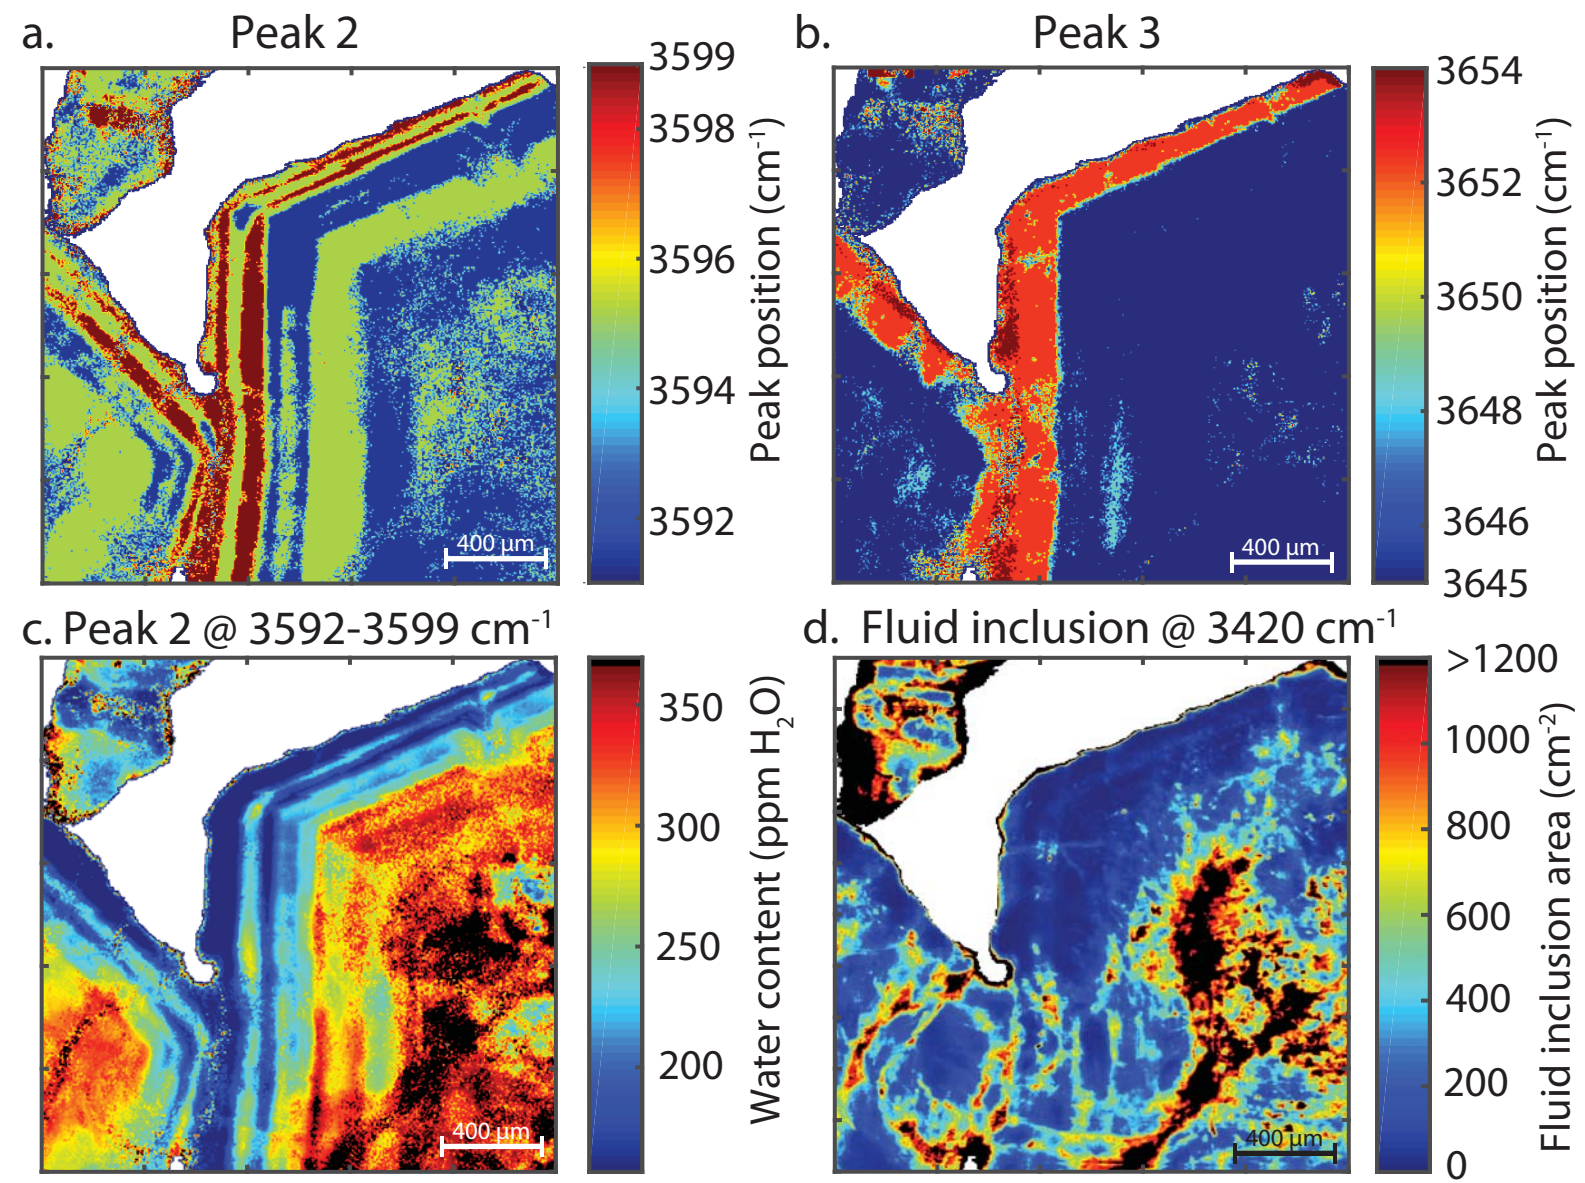 a. Peak 2
3599
3598
3596
3594
3592
Peak position (cm-1)
400 µm
b. Peak 3
3654
3652
3650
3648
3646
3645
Peak position (cm-1)
400 µm
c. Peak 2 @ 3592-3599 cm-1
350
300
250
200
Water content (ppm H2O)
400 µm
d. Fluid inclusion @ 3420 cm-1
>1200
1000
800
600
400
200
0
Fluid inclusion area (cm-2)
400 µm